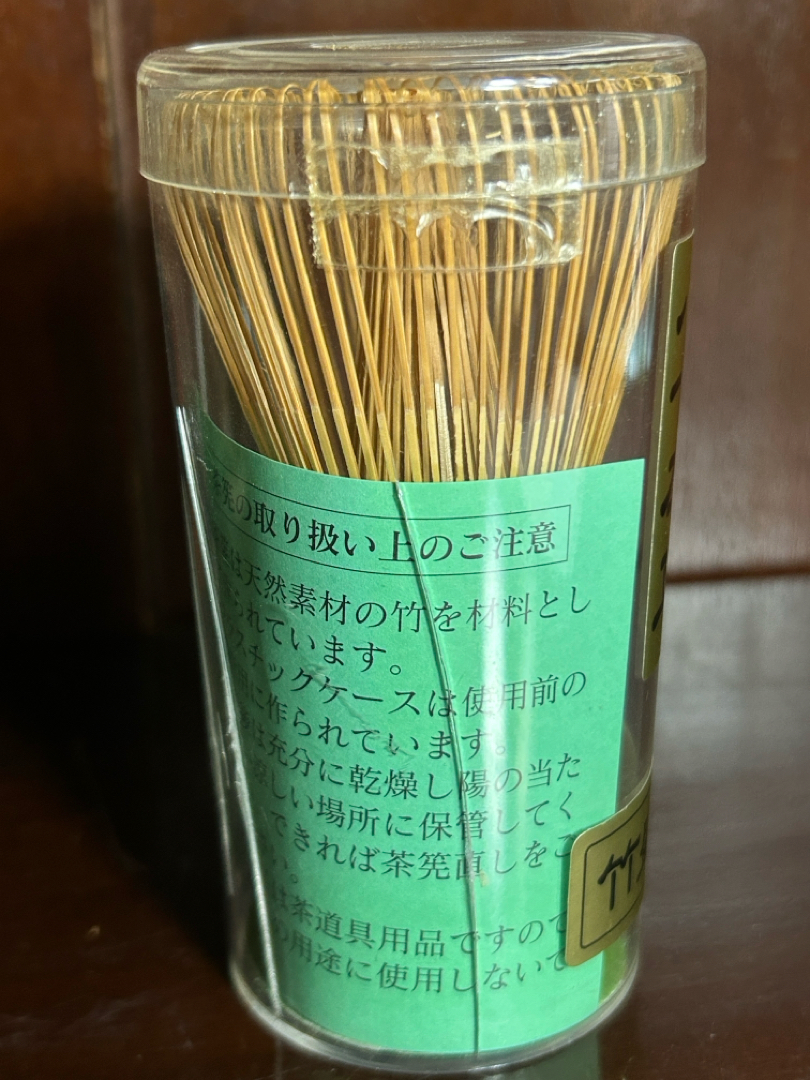 茶筅の取り扱い上のご注意
は天然素材の竹を材料とし
られています。
スチックケースは使用前の
に作られています。
は充分に乾燥し陽の当た
涼しい場所に保管してく
できれば茶筅直しをご
い。
は茶道具用品ですので
の用途に使用しないで
竹